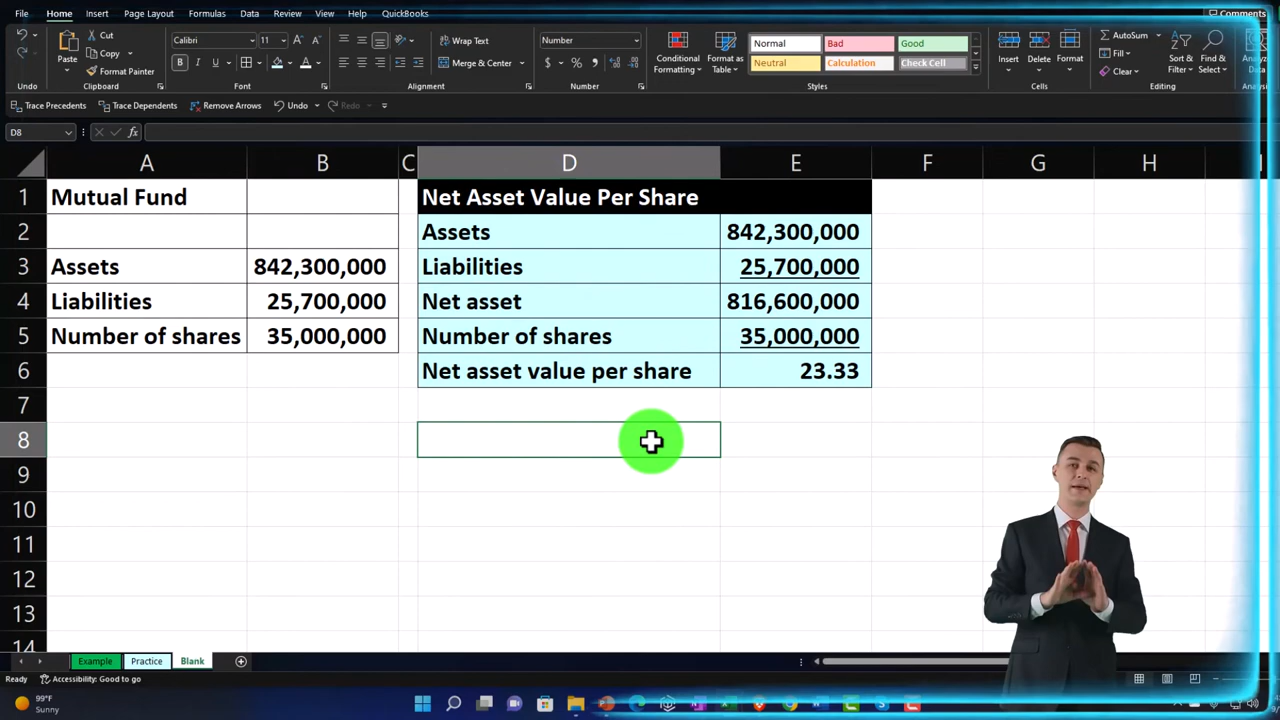 File Home Insert Page Layout Formulas Data Review View Help QuickBooks Comments
Undo
Paste
Cut
Copy
Format Painter
Clipboard
Calibri 11
Font
Wrap Text
Merge & Center
Alignment
Number
Number
Conditional Formatting
Format as Table
Normal Bad Good
Neutral Calculation Check Cell
Styles
Insert Delete Format
Cells
AutoSum
Fill
Clear
Sort & Filter
Find & Select
Editing
Trace Precedents Trace Dependents Remove Arrows Undo Redo
D8 fx
A B C D E F G H
1 Mutual Fund Net Asset Value Per Share
2 Assets 842,300,000
3 Assets 842,300,000 Liabilities 25,700,000
4 Liabilities 25,700,000 Net asset 816,600,000
5 Number of shares 35,000,000 Number of shares 35,000,000
6 Net asset value per share 23.33
7
8
9
10
11
12
13
14
Example Practice Blank
Ready Accessibility: Good to go
99°F
Sunny